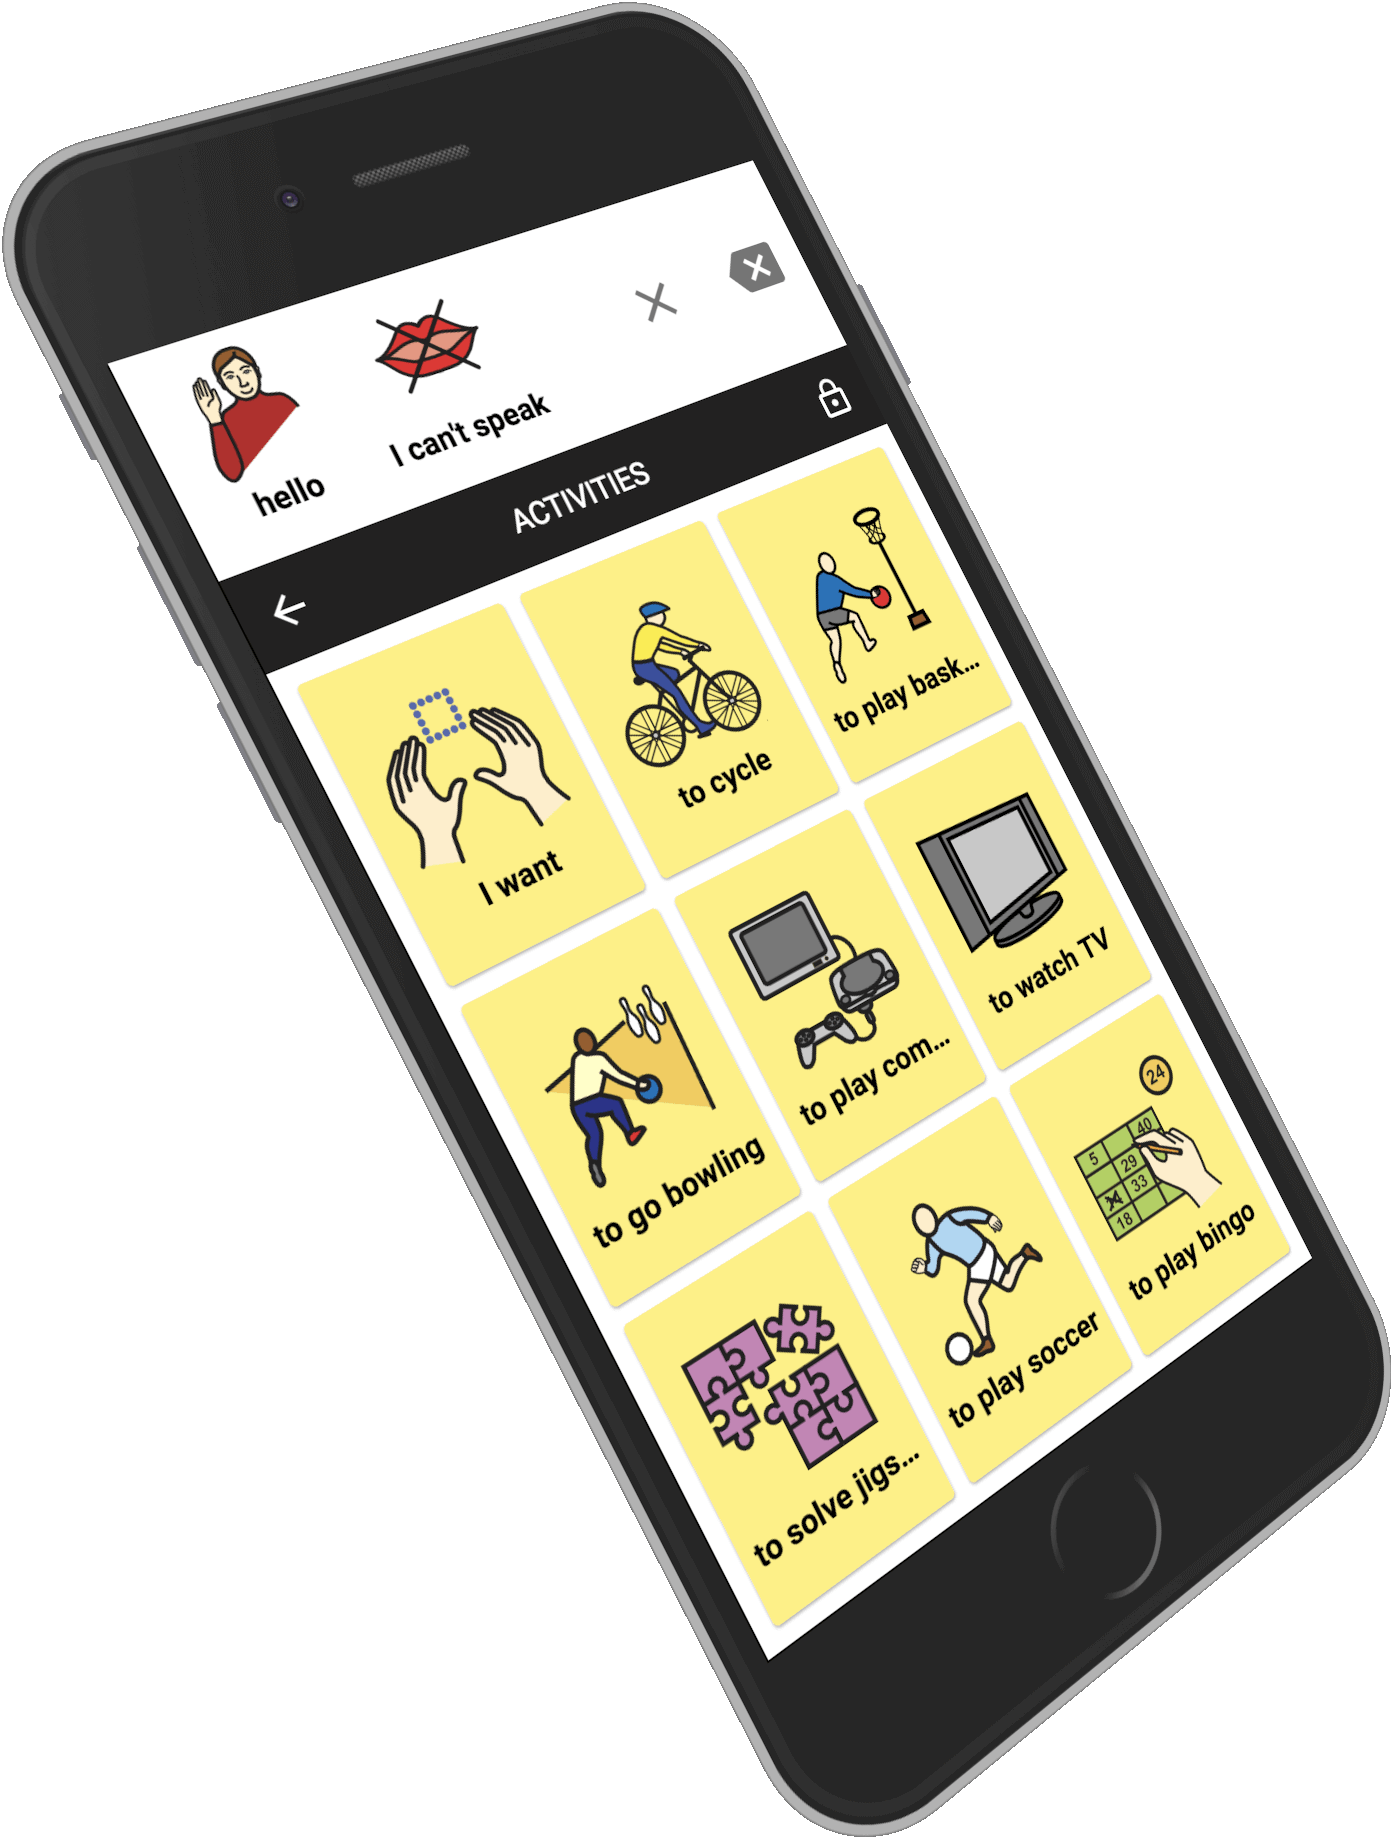 hello
I can't speak
ACTIVITIES
I want
to cycle
to play bask...
to go bowling
to play com...
to watch TV
to solve jigs...
to play soccer
to play bingo
24
5
40
29
33
18